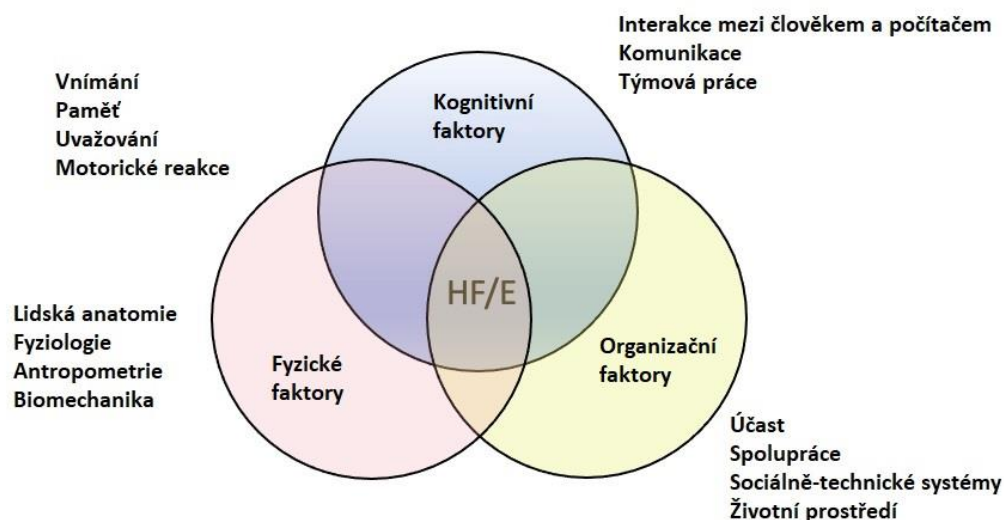 Interakce mezi člověkem a počítačem
Komunikace
Týmová práce
Vnímání
Paměť
Uvažování
Motorické reakce
Kognitivní
faktory
HF/E
Lidská anatomie
Fyziologie
Antropometrie
Biomechanika
Fyzické
faktory
Organizační
faktory
Účast
Spolupráce
Sociálně-technické systémy
Životní prostředí